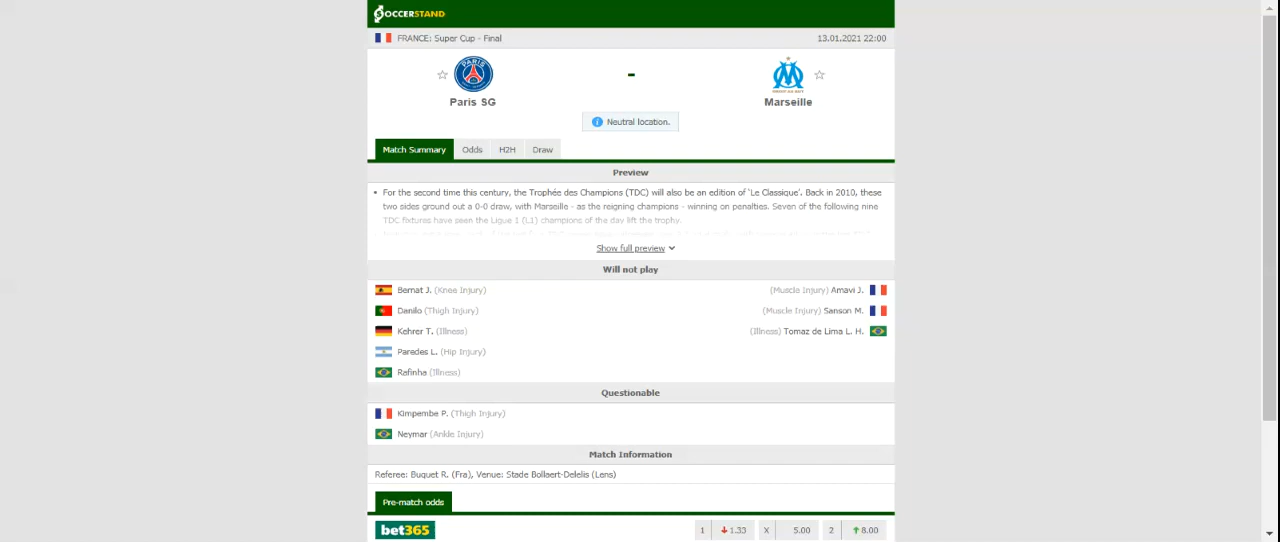 SOCCERSTAND
FRANCE: Super Cup - Final 13.01.2021 22:00
-
Paris SG Marseille
Neutral location.
Match Summary Odds H2H Draw
Preview
For the second time this century, the Trophée des Champions (TDC) will also be an edition of 'Le Classique'. Back in 2010, these
two sides ground out a 0-0 draw, with Marseille - as the reigning champions - winning on penalties. Seven of the following nine
TDC fixtures have seen the Ligue 1 (L1) champions of the day lift the trophy.
Show full preview
Will not play
Bernat J. (Knee Injury) (Muscle Injury) Amavi J.
Danilo (Thigh Injury) (Muscle Injury) Sanson M.
Kehrer T. (Illness) (Illness) Tomaz de Lima L. H.
Paredes L. (Hip Injury)
Rafinha (Illness)
Questionable
Kimpembe P. (Thigh Injury)
Neymar (Ankle Injury)
Match Information
Referee: Buquet R. (Fra), Venue: Stade Bollaert-Delelis (Lens)
Pre-match odds
bet365 1 1.33 X 5.00 2 8.00